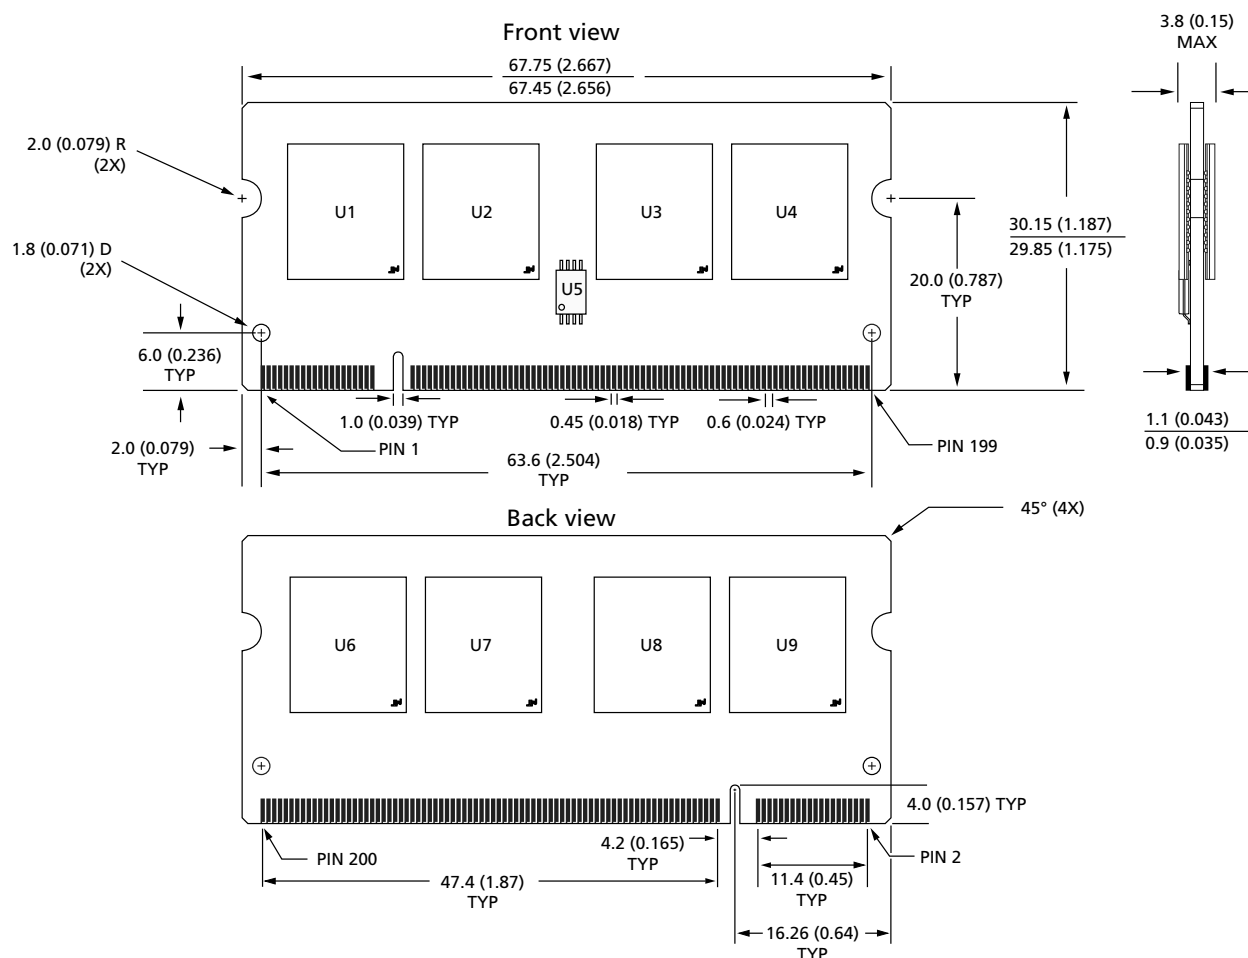 Front view
3.8 (0.15)
MAX
67.75 (2.667)
67.45 (2.656)
2.0 (0.079) R
(2X)
U1
U2
U3
U4
1.8 (0.071) D
(2X)
U5
30.15 (1.187)
29.85 (1.175)
20.0 (0.787)
TYP
6.0 (0.236)
TYP
1.0 (0.039) TYP
0.45 (0.018) TYP
0.6 (0.024) TYP
1.1 (0.043)
0.9 (0.035)
2.0 (0.079)
TYP
PIN 1
PIN 199
63.6 (2.504)
TYP
Back view
45° (4X)
U6
U7
U8
U9
4.0 (0.157) TYP
PIN 200
4.2 (0.165)
TYP
PIN 2
47.4 (1.87)
TYP
11.4 (0.45)
TYP
16.26 (0.64)
TYP